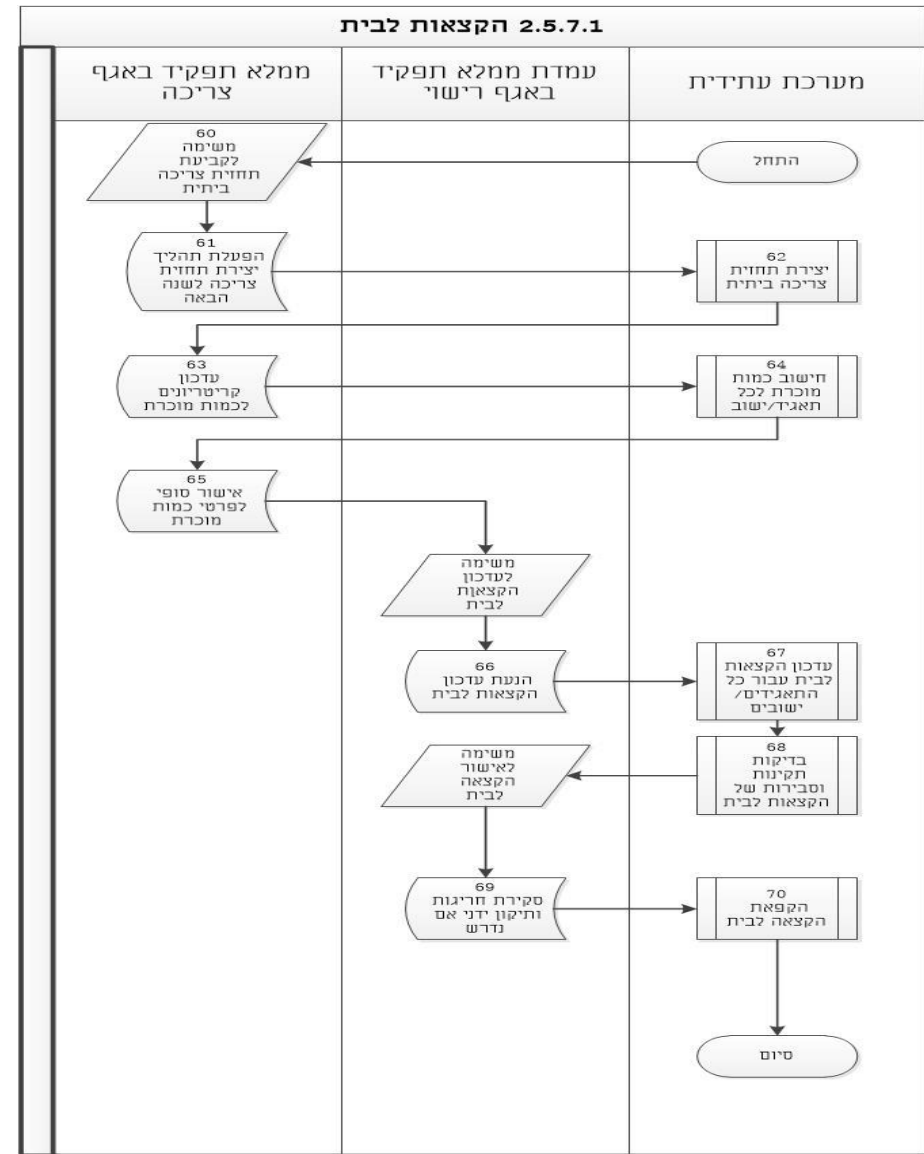 2.5.7.1 הקצאות לבית
מערכת עתידית
עמדת ממלא תפקיד
באגף רישוי
ממלא תפקיד באגף
צריכה
התחל
60
משימה
לקביעת
תחזית צריכה
ביתית
61
הפעלת תהליך
יצירת תחזית
צריכה לשנה
הבאה
62
יצירת תחזית
צריכה ביתית
63
עדכון
קריטריונים
לכמות מוכרת
64
חישוב כמות
מוכרת לכל
תאגיד/ישוב
65
אישור סופי
לפרטי כמות
מוכרת
משימה
לעדכון
הקצאות
לבית
66
הנעת עדכון
הקצאות לבית
67
עדכון הקצאות
לבית עבור כל
התאגידים/
ישובים
68
בדיקות
תקינות
וסבירות של
הקצאות לבית
משימה
לאישור
הקצאה
לבית
69
סקירת חריגות
ותיקון ידני אם
נדרש
70
הקפאת
הקצאה לבית
סיום